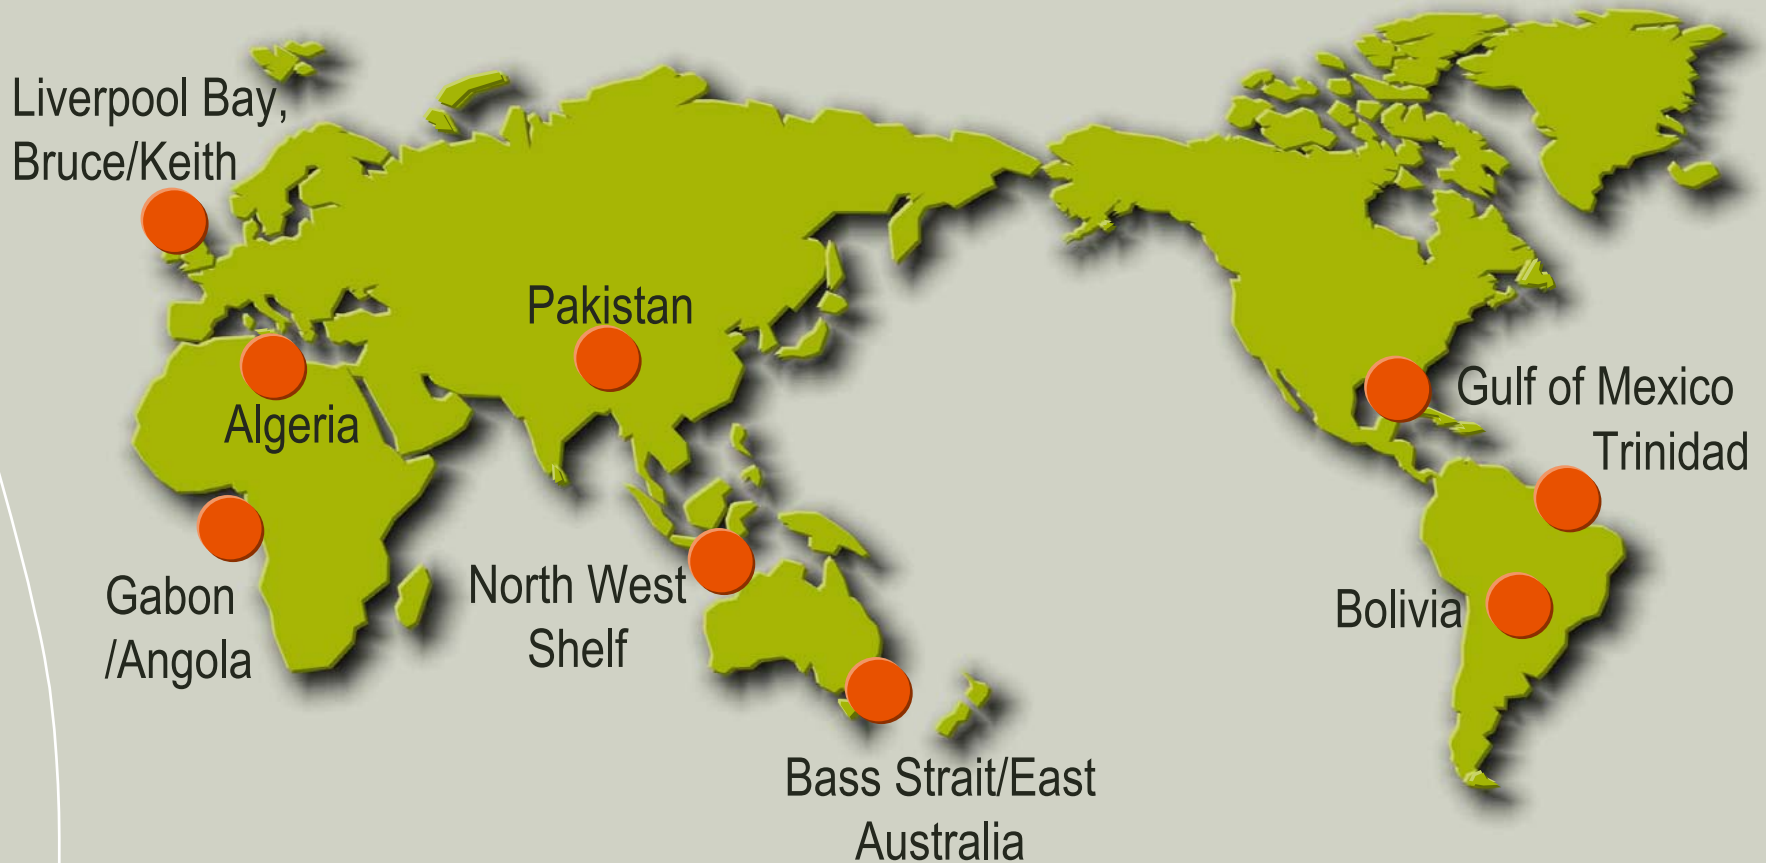 Liverpool Bay,
Bruce/Keith
Pakistan
Algeria
Gulf of Mexico
Trinidad
Gabon
/Angola
North West
Shelf
Bolivia
Bass Strait/East
Australia